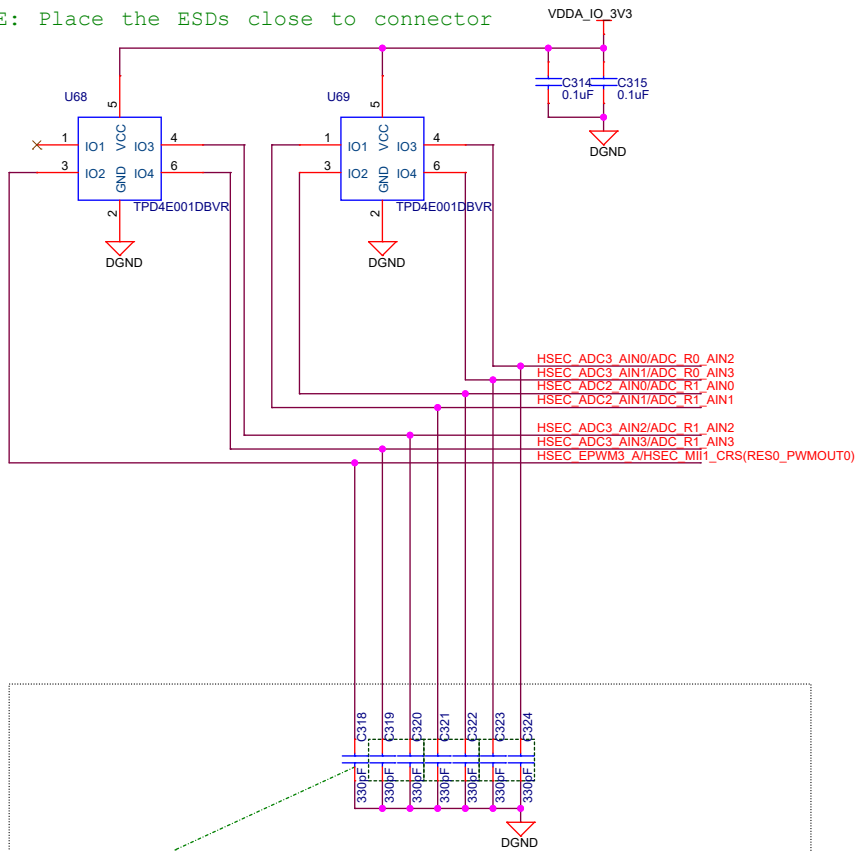 E: Place the ESDs close to connector
VDDA_IO_3V3
C314
0.1uF
C315
0.1uF
DGND
U68
5
1
IO1
VCC
IO3
4
3
IO2
GND
IO4
6
2
TPD4E001DBVR
DGND
U69
5
1
IO1
VCC
IO3
4
3
IO2
GND
IO4
6
2
TPD4E001DBVR
DGND
HSEC_ADC3_AIN0/ADC_R0_AIN2
HSEC_ADC3_AIN1/ADC_R0_AIN3
HSEC_ADC2_AIN0/ADC_R1_AIN0
HSEC_ADC2_AIN1/ADC_R1_AIN1
HSEC_ADC3_AIN2/ADC_R1_AIN2
HSEC_ADC3_AIN3/ADC_R1_AIN3
HSEC_EPWM3_A/HSEC_MII1_CRS(RES0_PWMOUT0)
C318
C319
C320
C321
C322
C323
C324
330pF
330pF
330pF
330pF
330pF
330pF
330pF
DGND